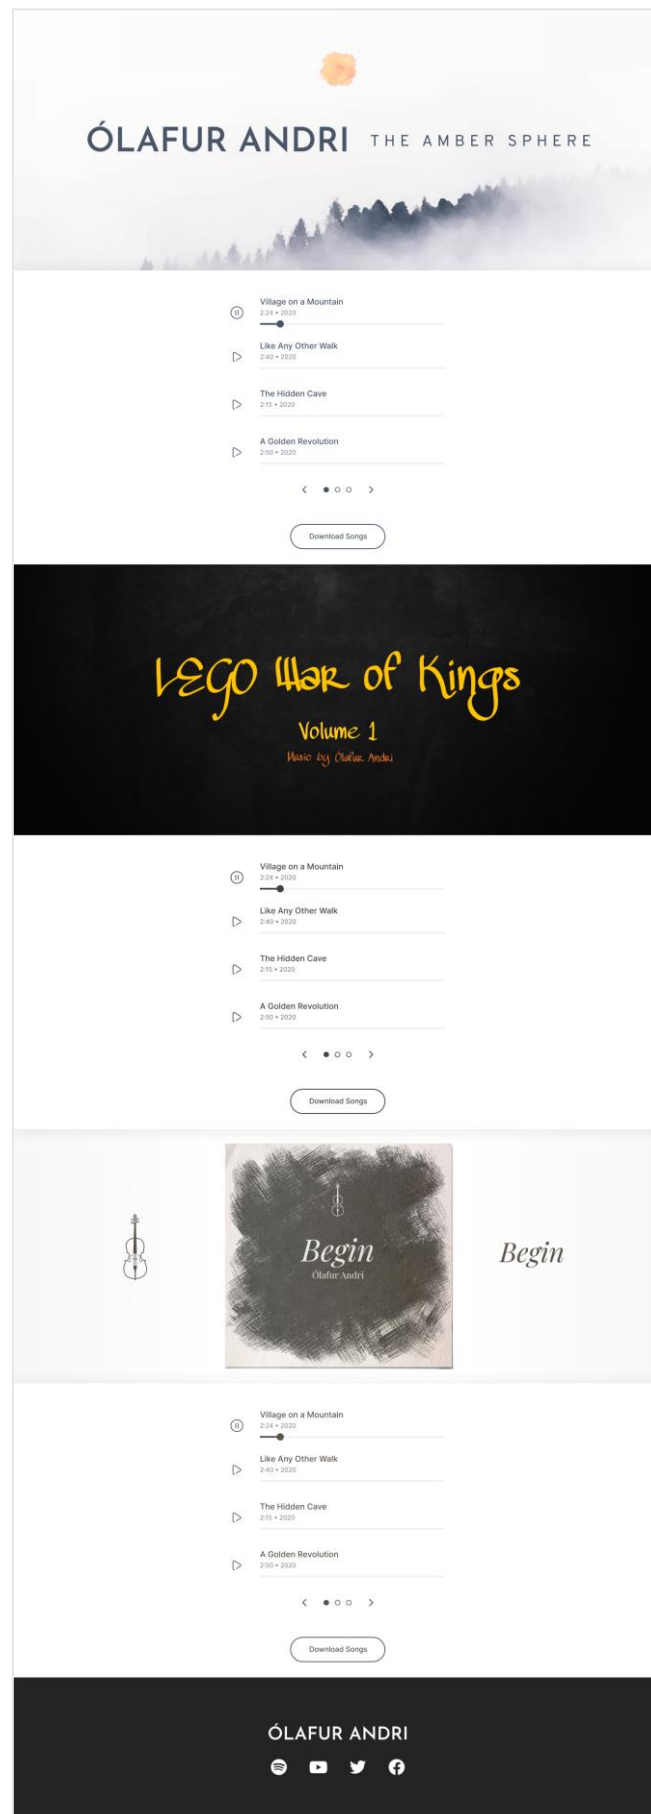 ÓLAFUR ANDRI THE AMBER SPHERE
Village on a Mountain
2:24 • 2020
Like Any Other Walk
2:40 • 2020
The Hidden Cave
2:15 • 2020
A Golden Revolution
2:50 • 2020
Download Songs
LEGO War of Kings
Volume 1
Music by Ólafur Andri
Village on a Mountain
2:24 • 2020
Like Any Other Walk
2:40 • 2020
The Hidden Cave
2:15 • 2020
A Golden Revolution
2:50 • 2020
Download Songs
Begin
Ólafur Andri
Begin
Village on a Mountain
2:24 • 2020
Like Any Other Walk
2:40 • 2020
The Hidden Cave
2:15 • 2020
A Golden Revolution
2:50 • 2020
Download Songs
ÓLAFUR ANDRI